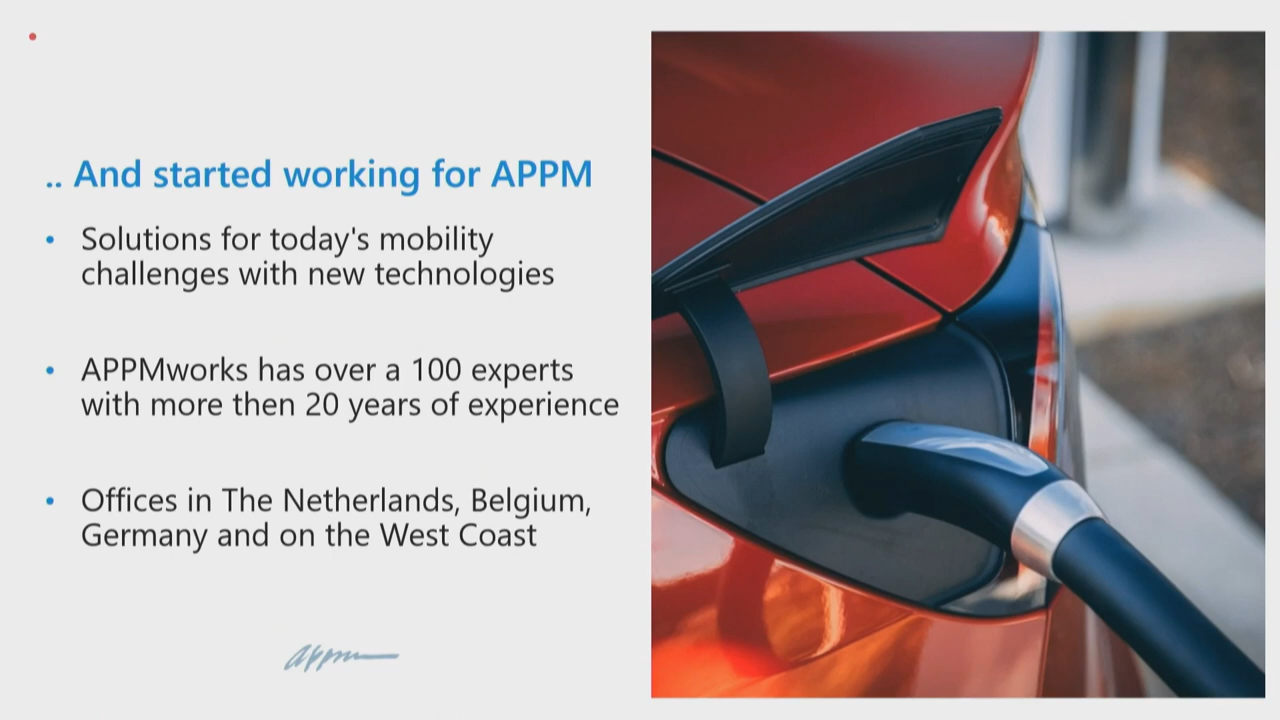 .. And started working for APPM
• Solutions for today's mobility
challenges with new technologies
• APPMworks has over a 100 experts
with more then 20 years of experience
• Offices in The Netherlands, Belgium,
Germany and on the West Coast
appm